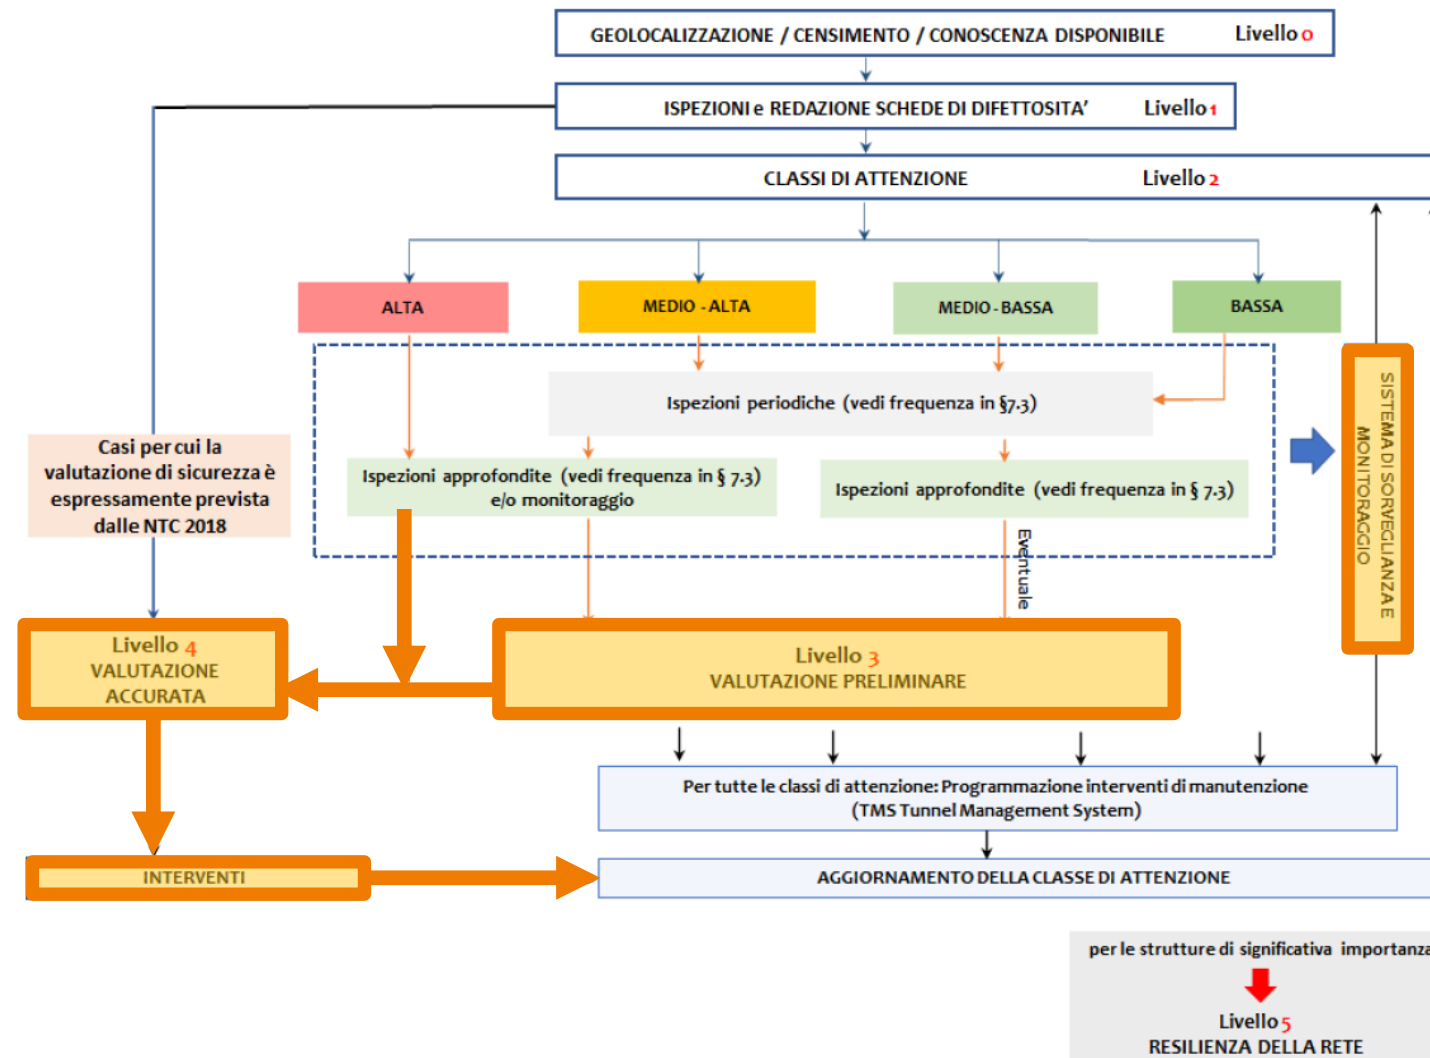 GEOLOCALIZZAZIONE / CENSIMENTO / CONOSCENZA DISPONIBILE Livello 0
ISPEZIONI e REDAZIONE SCHEDE DI DIFETTOSITA’ Livello 1
CLASSI DI ATTENZIONE Livello 2
ALTA
MEDIO - ALTA
MEDIO - BASSA
BASSA
Ispezioni periodiche (vedi frequenza in §7.3)
Casi per cui la
valutazione di sicurezza è
espressamente prevista
dalle NTC 2018
Ispezioni approfondite (vedi frequenza in § 7.3)
e/o monitoraggio
Ispezioni approfondite (vedi frequenza in § 7.3)
Eventuale
SISTEMA DI SORVEGLIANZA E
MONITORAGGIO
Livello 4
VALUTAZIONE
ACCURATA
Livello 3
VALUTAZIONE PRELIMINARE
Per tutte le classi di attenzione: Programmazione interventi di manutenzione
(TMS Tunnel Management System)
INTERVENTI
AGGIORNAMENTO DELLA CLASSE DI ATTENZIONE
per le strutture di significativa importanza
Livello 5
RESILIENZA DELLA RETE